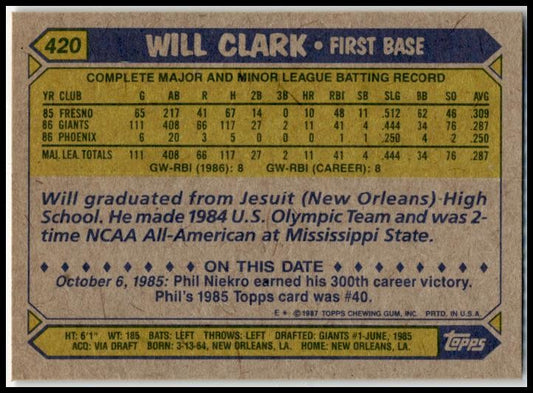 420 WILL CLARK • FIRST BASE
COMPLETE MAJOR AND MINOR LEAGUE BATTING RECORD
YR CLUB G AB R H 2B 3B HR RBI SB SLG BB SO AVG
85 FRESNO 65 217 41 67 14 0 10 48 11 .512 62 46 .309
86 GIANTS 111 408 66 117 27 2 11 41 4 .444 34 76 .287
86 PHOENIX 6 20 3 5 0 0 0 1 1 .250 4 2 .250
MAJ. LEA. TOTALS 111 408 66 117 27 2 11 41 4 .444 34 76 .287
GW-RBI (1986): 8 GW-RBI (CAREER): 8
Will graduated from Jesuit (New Orleans) High
School. He made 1984 U.S. Olympic Team and was 2-
time NCAA All-American at Mississippi State.
ON THIS DATE
October 6, 1985: Phil Niekro earned his 300th career victory.
Phil's 1985 Topps card was #40.
E * ©1987 TOPPS CHEWING GUM, INC. PRTD. IN U.S.A.
HT: 6'1" WT: 185 BATS: LEFT THROWS: LEFT DRAFTED: GIANTS #1-JUNE, 1985
ACQ: VIA DRAFT BORN: 3-13-64, NEW ORLEANS, LA. HOME: NEW ORLEANS, LA.
Topps